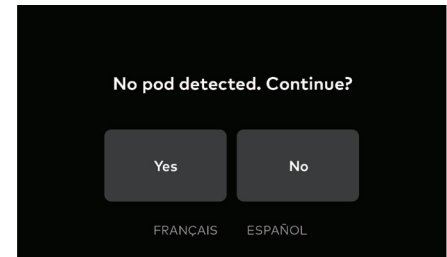 No pod detected. Continue?
Yes No
FRANÇAIS ESPAÑOL